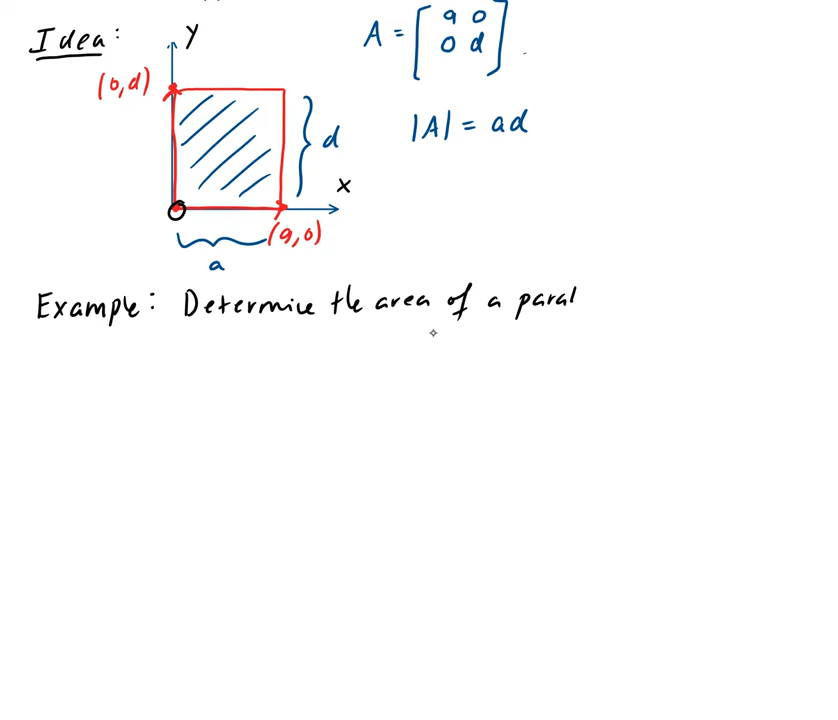 Idea:
y
A = [a 0
0 d]
(0,d)
|A| = ad
d
x
(a,0)
a
Example: Determine the area of a paral